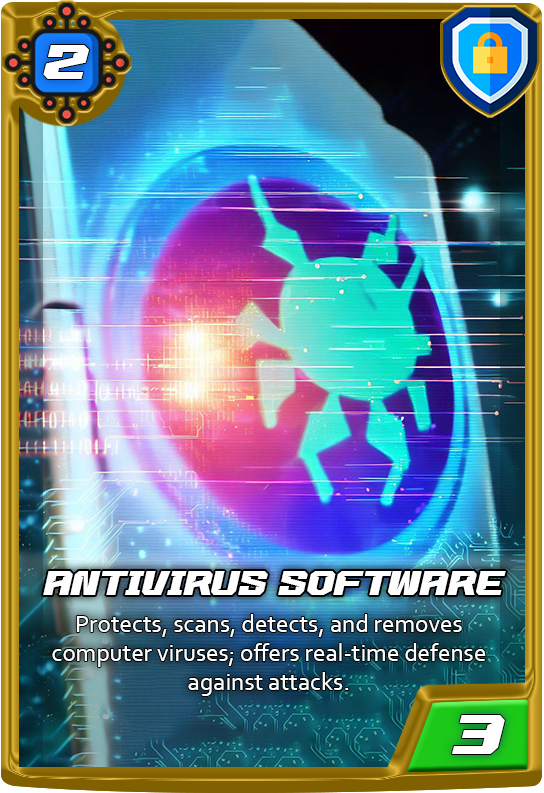 2
ANTIVIRUS SOFTWARE
Protects, scans, detects, and removes
computer viruses; offers real-time defense
against attacks.
3